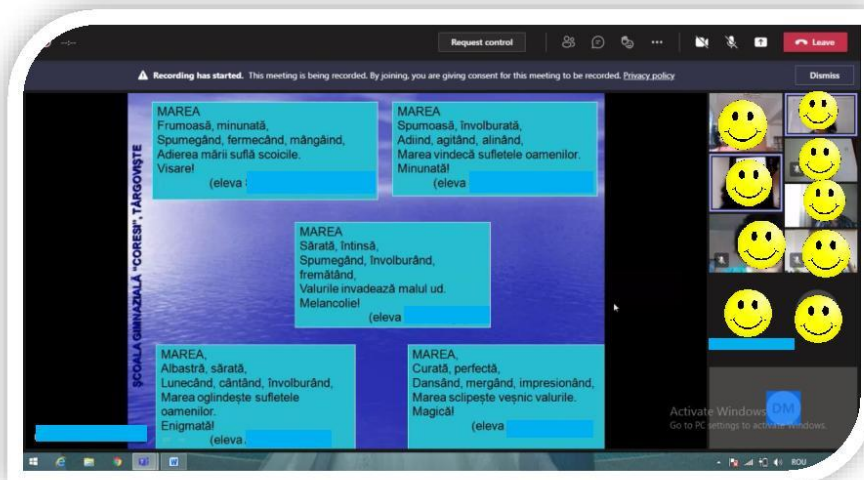 Request control
Leave
Recording has started. This meeting is being recorded. By joining, you are giving consent for this meeting to be recorded. Privacy policy
Dismiss
ȘCOALA GIMNAZIALĂ "CORESI", TÂRGOVIȘTE
MAREA
Frumoasă, minunată,
Spumegând, fermecând, mângâind,
Adierea mării suflă scoicile.
Visare!
(eleva
MAREA
Spumoasă, învolburată,
Adiind, agitând, alinând,
Marea vindecă sufletele oamenilor.
Minunată!
(eleva
MAREA
Sărată, întinsă,
Spumegând, învolburând,
fremătând,
Valurile invadează malul ud.
Melancolie!
(eleva
MAREA,
Albastră, sărată,
Lunecând, cântând, învolburând,
Marea oglindește sufletele
oamenilor.
Enigmată!
(eleva
MAREA,
Curată, perfectă,
Dansând, mergând, impresionând,
Marea sclipește veșnic valurile.
Magică!
(eleva
DM
Activate Windows
Go to PC settings to activate Windows.
ROU